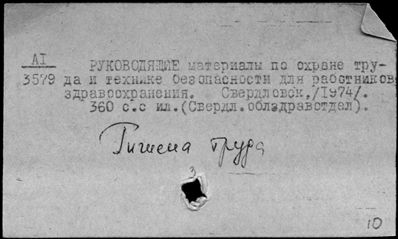 А1
3579
РУКОВОДЯЩИЕ материалы по охране тру-
да и технике безопасности для работников
здравоохранения. Свердловск,/1974/.
360 с.с ил.(Свердл.облздравотдел).
Гигиена труда
3
10